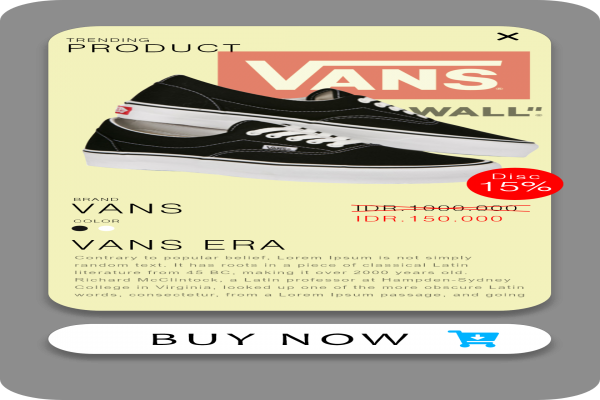 TRENDING
PRODUCT
VANS
WALL"
Disc
15%
BRAND
VANS
IDR.1000.000
IDR.150.000
COLOR
VANS ERA
Contrary to popular belief, Lorem Ipsum is not simply
random text. It has roots in a piece of classical Latin
literature from 45 BC, making it over 2000 years old.
Richard McClintock, a Latin professor at Hampden-Sydney
College in Virginia, looked up one of the more obscure Latin
words, consectetur, from a Lorem Ipsum passage, and going
BUY NOW